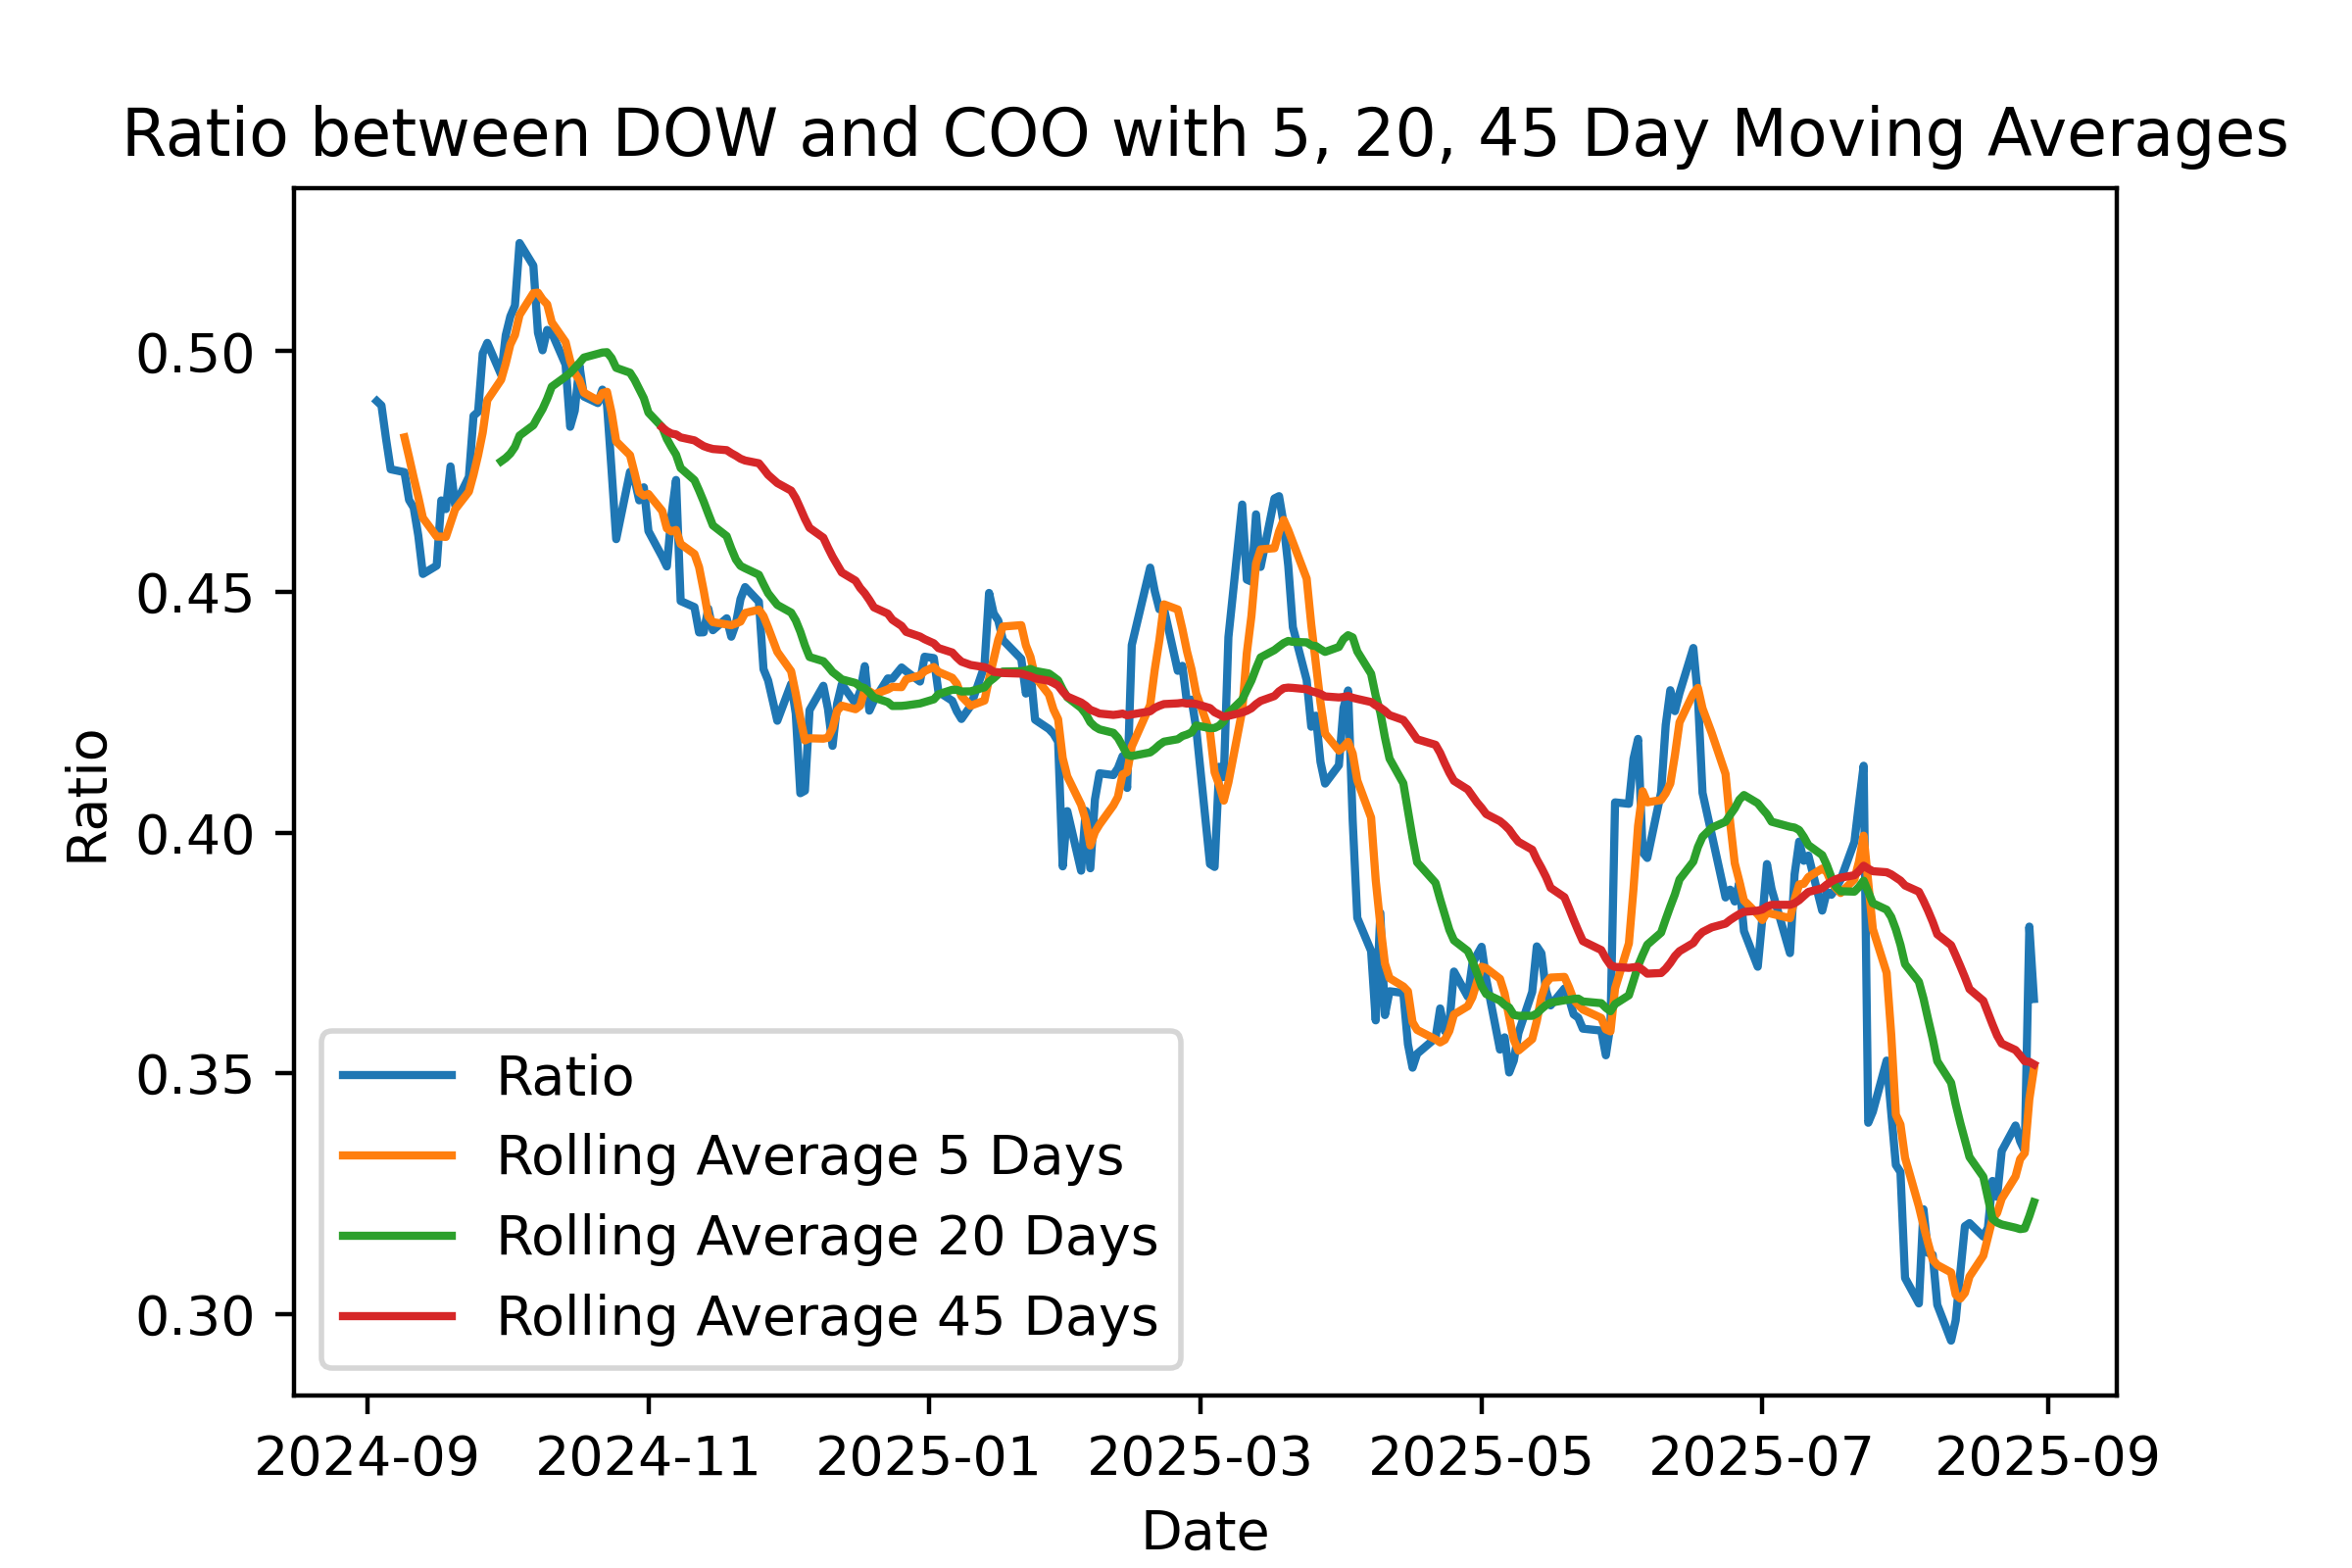 Ratio between DOW and COO with 5, 20, 45 Day Moving Averages
0.50
0.45
0.40
0.35
0.30
Ratio
Ratio
Rolling Average 5 Days
Rolling Average 20 Days
Rolling Average 45 Days
2024-09 2024-11 2025-01 2025-03 2025-05 2025-07 2025-09
Date